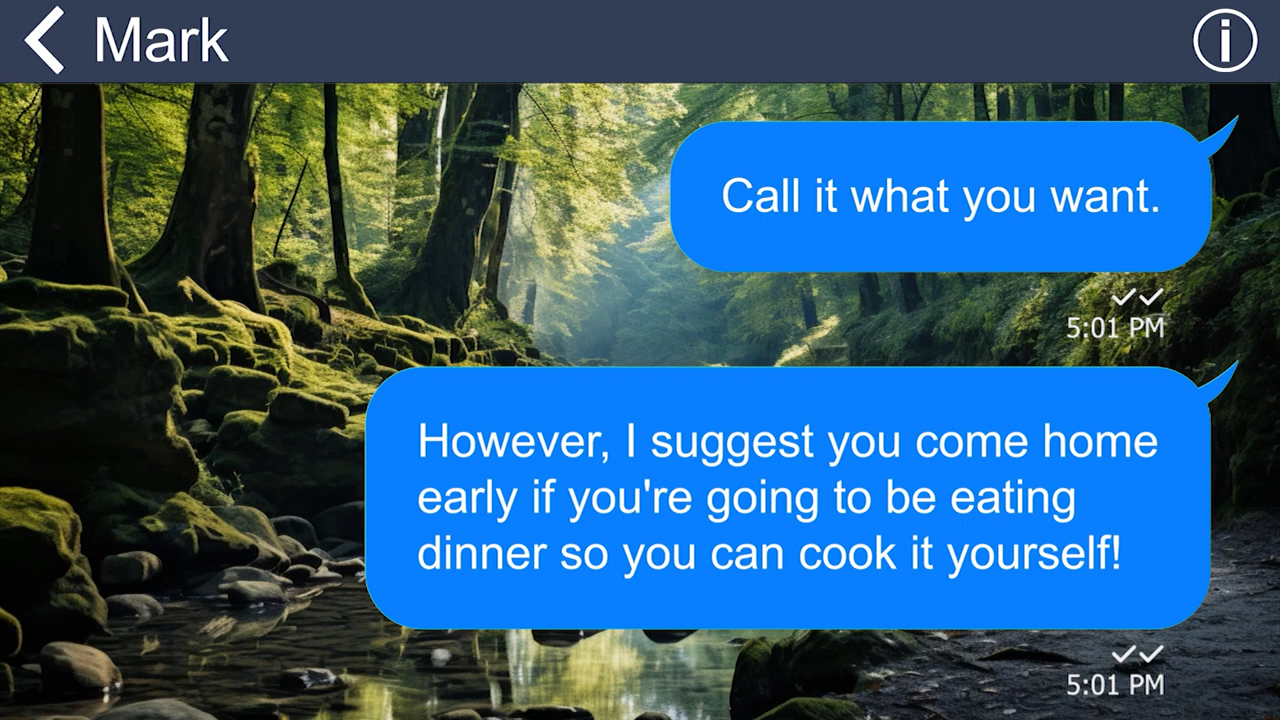 Mark
Call it what you want.
5:01 PM
However, I suggest you come home
early if you're going to be eating
dinner so you can cook it yourself!
5:01 PM